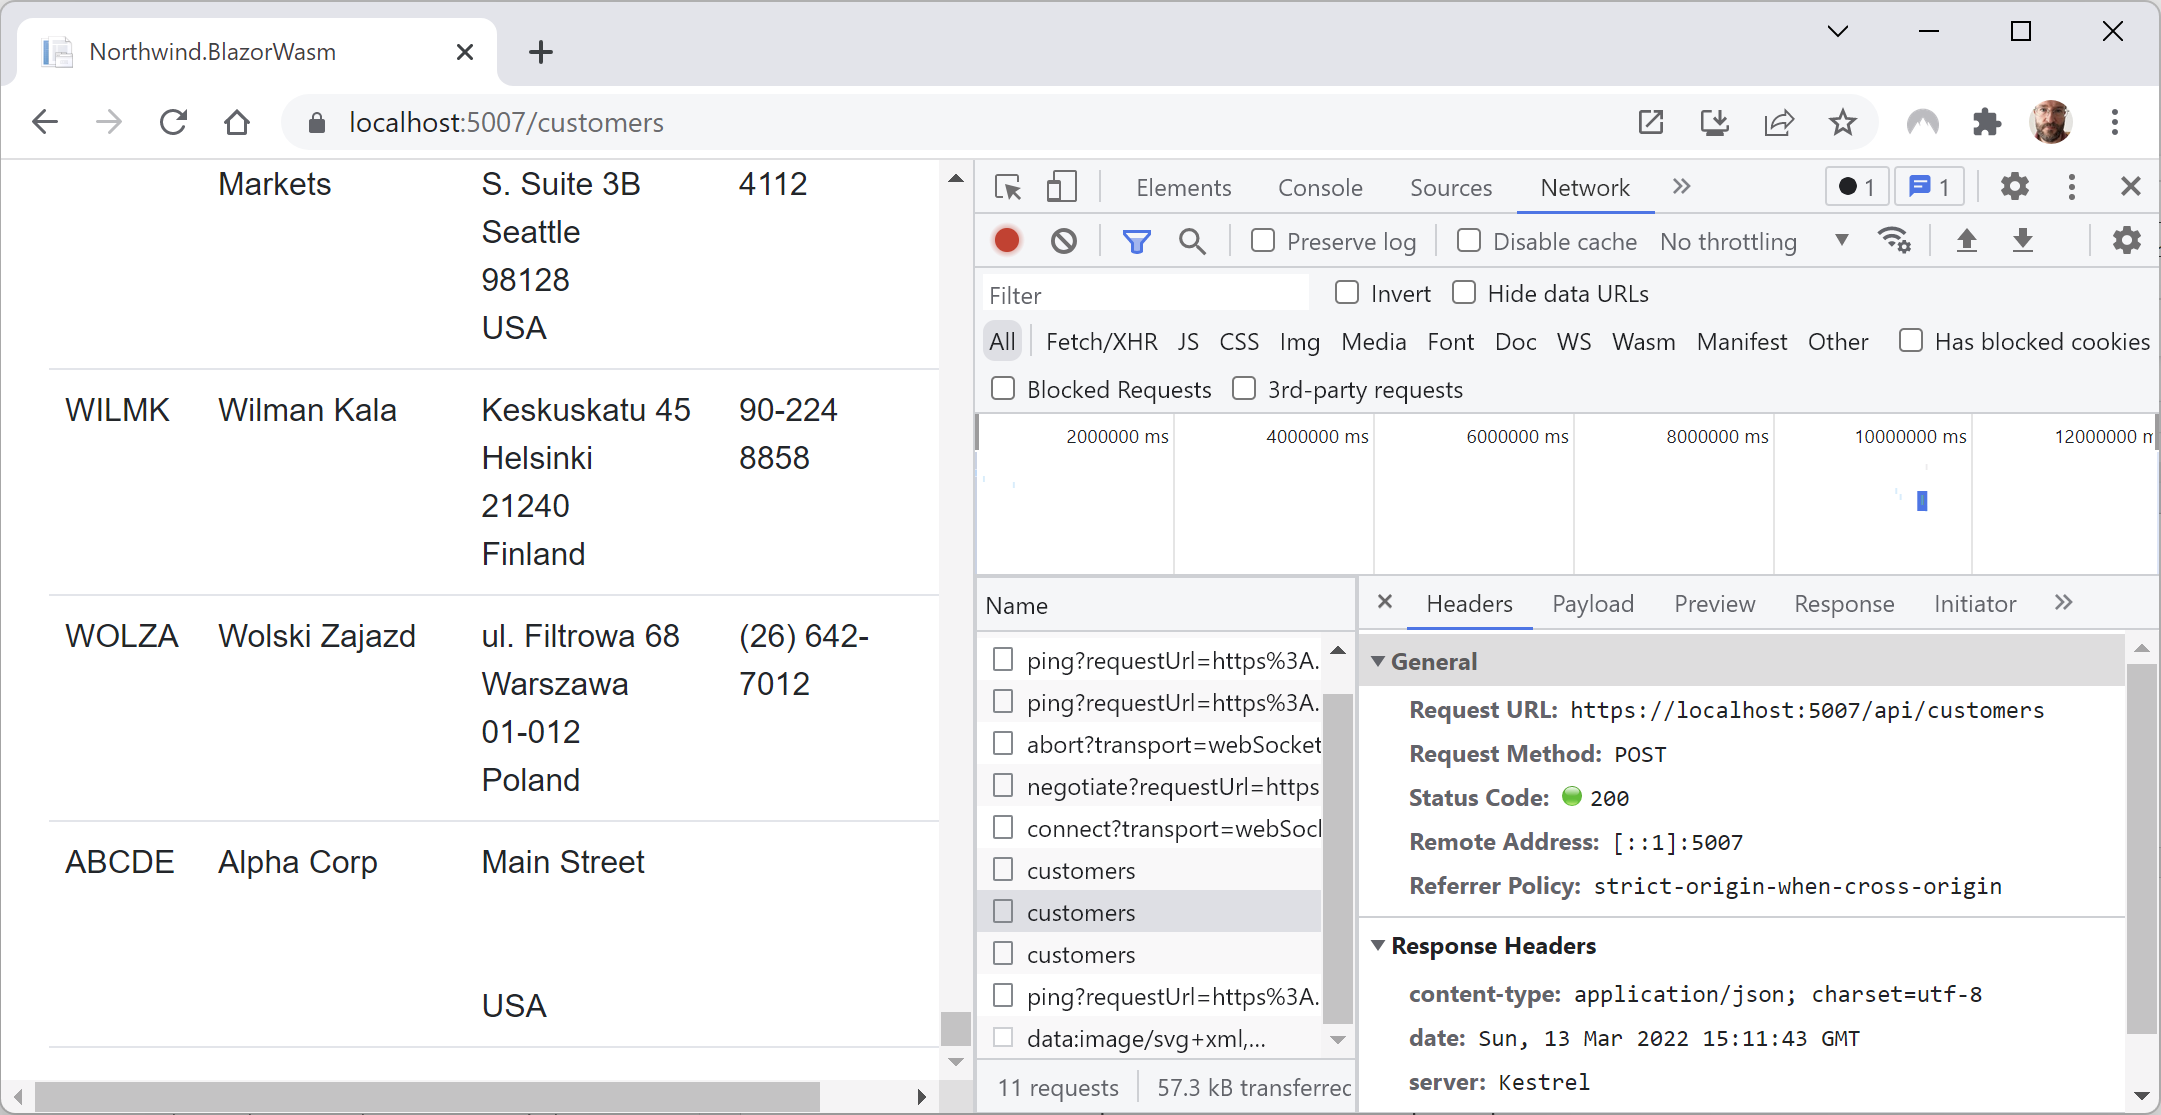 Northwind.BlazorWasm
localhost:5007/customers
Markets S. Suite 3B 4112
Seattle
98128
USA
WILMK Wilman Kala Keskuskatu 45 90-224
Helsinki 8858
21240
Finland
WOLZA Wolski Zajazd ul. Filtrowa 68 (26) 642-
Warszawa 7012
01-012
Poland
ABCDE Alpha Corp Main Street
USA
Elements Console Sources Network 1 1
Preserve log Disable cache No throttling
Filter Invert Hide data URLs
All Fetch/XHR JS CSS Img Media Font Doc WS Wasm Manifest Other Has blocked cookies
Blocked Requests 3rd-party requests
2000000 ms 4000000 ms 6000000 ms 8000000 ms 10000000 ms 12000000 m
Name
ping?requestUrl=https%3A.
ping?requestUrl=https%3A.
abort?transport=webSocket
negotiate?requestUrl=https
connect?transport=webSocl
customers
customers
customers
ping?requestUrl=https%3A.
data:image/svg+xml,...
11 requests 57.3 kB transferrec
Headers Payload Preview Response Initiator
General
Request URL: https://localhost:5007/api/customers
Request Method: POST
Status Code: 200
Remote Address: [::1]:5007
Referrer Policy: strict-origin-when-cross-origin
Response Headers
content-type: application/json; charset=utf-8
date: Sun, 13 Mar 2022 15:11:43 GMT
server: Kestrel